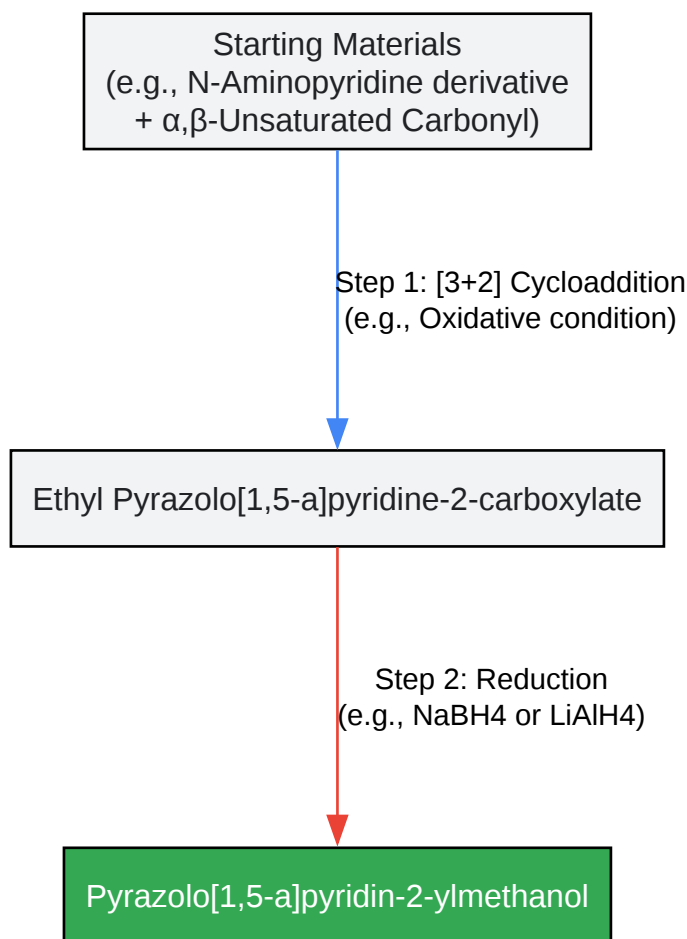 Starting Materials
(e.g., N-Aminopyridine derivative
+ α,β-Unsaturated Carbonyl)
Step 1: [3+2] Cycloaddition
(e.g., Oxidative condition)
Ethyl Pyrazolo[1,5-a]pyridine-2-carboxylate
Step 2: Reduction
(e.g., NaBH4 or LiAlH4)
Pyrazolo[1,5-a]pyridin-2-ylmethanol